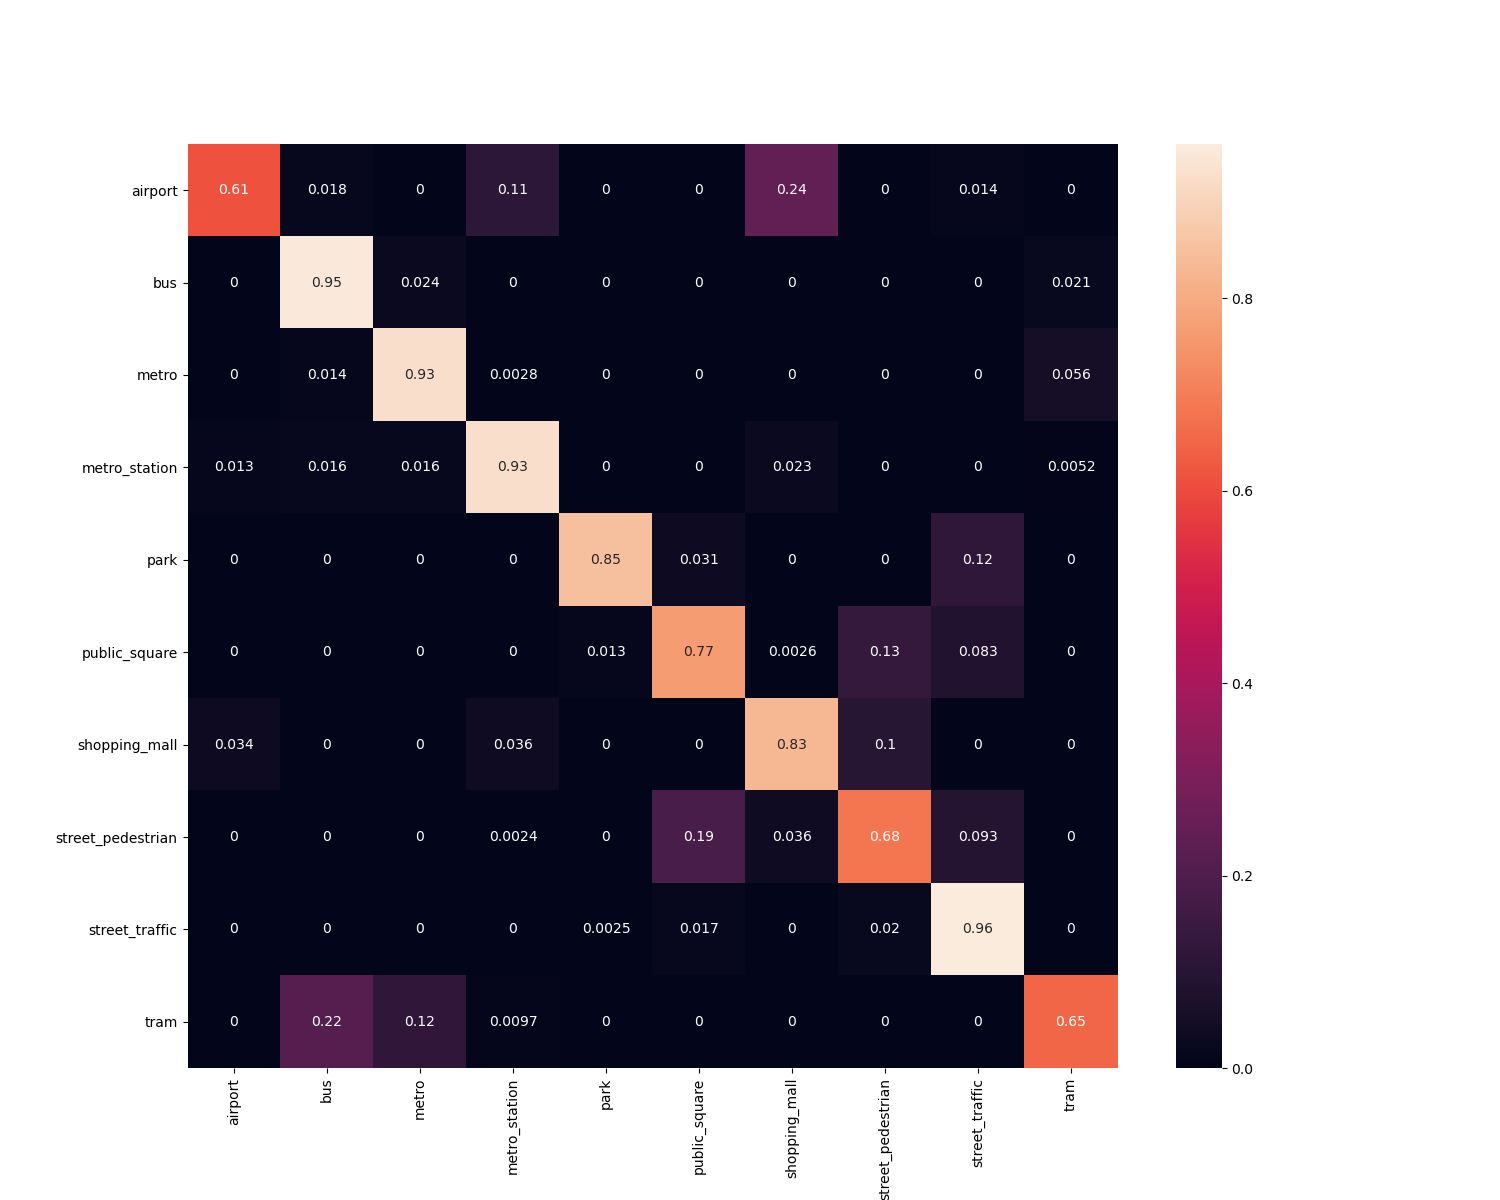 airport 0.61 0.018 0 0.11 0 0 0.24 0 0.014 0
bus 0 0.95 0.024 0 0 0 0 0 0 0.021
metro 0 0.014 0.93 0.0028 0 0 0 0 0 0.056
metro_station 0.013 0.016 0.016 0.93 0 0 0.023 0 0 0.0052
park 0 0 0 0 0.85 0.031 0 0 0.12 0
public_square 0 0 0 0 0.013 0.77 0.0026 0.13 0.083 0
shopping_mall 0.034 0 0 0.036 0 0 0.83 0.1 0 0
street_pedestrian 0 0 0 0.0024 0 0.19 0.036 0.68 0.093 0
street_traffic 0 0 0 0 0.0025 0.017 0 0.02 0.96 0
tram 0 0.22 0.12 0.0097 0 0 0 0 0 0.65
airport
bus
metro
metro_station
park
public_square
shopping_mall
street_pedestrian
street_traffic
tram
0.8
0.6
0.4
0.2
0.0